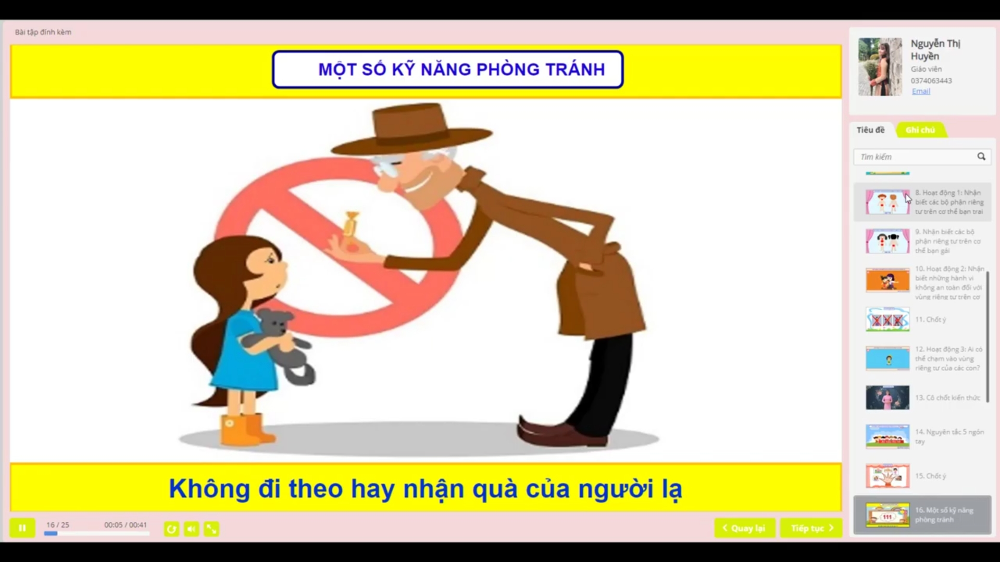 Bài tập đính kèm
MỘT SỐ KỸ NĂNG PHÒNG TRÁNH
Không đi theo hay nhận quà của người lạ
16 / 25
00:05 / 00:41
Quay lại
Tiếp tục
Nguyễn Thị
Huyền
Giáo viên
0374063443
Email
Tiêu đề
Ghi chú
Tìm kiếm
8. Hoạt động 1: Nhận
biết các bộ phận riêng
tư trên cơ thể bạn trai
9. Nhận biết các bộ
phận riêng tư trên cơ
thể bạn gái
10. Hoạt động 2: Nhận
biết những hành vi
không an toàn đối với
vùng riêng tư trên cơ
11. Chốt ý
12. Hoạt động 3: Ai có
thể chạm vào vùng
riêng tư của các con?
13. Cô chốt kiến thức
14. Nguyên tắc 5 ngón
tay
15. Chốt ý
111
16. Một số kỹ năng
phòng tránh